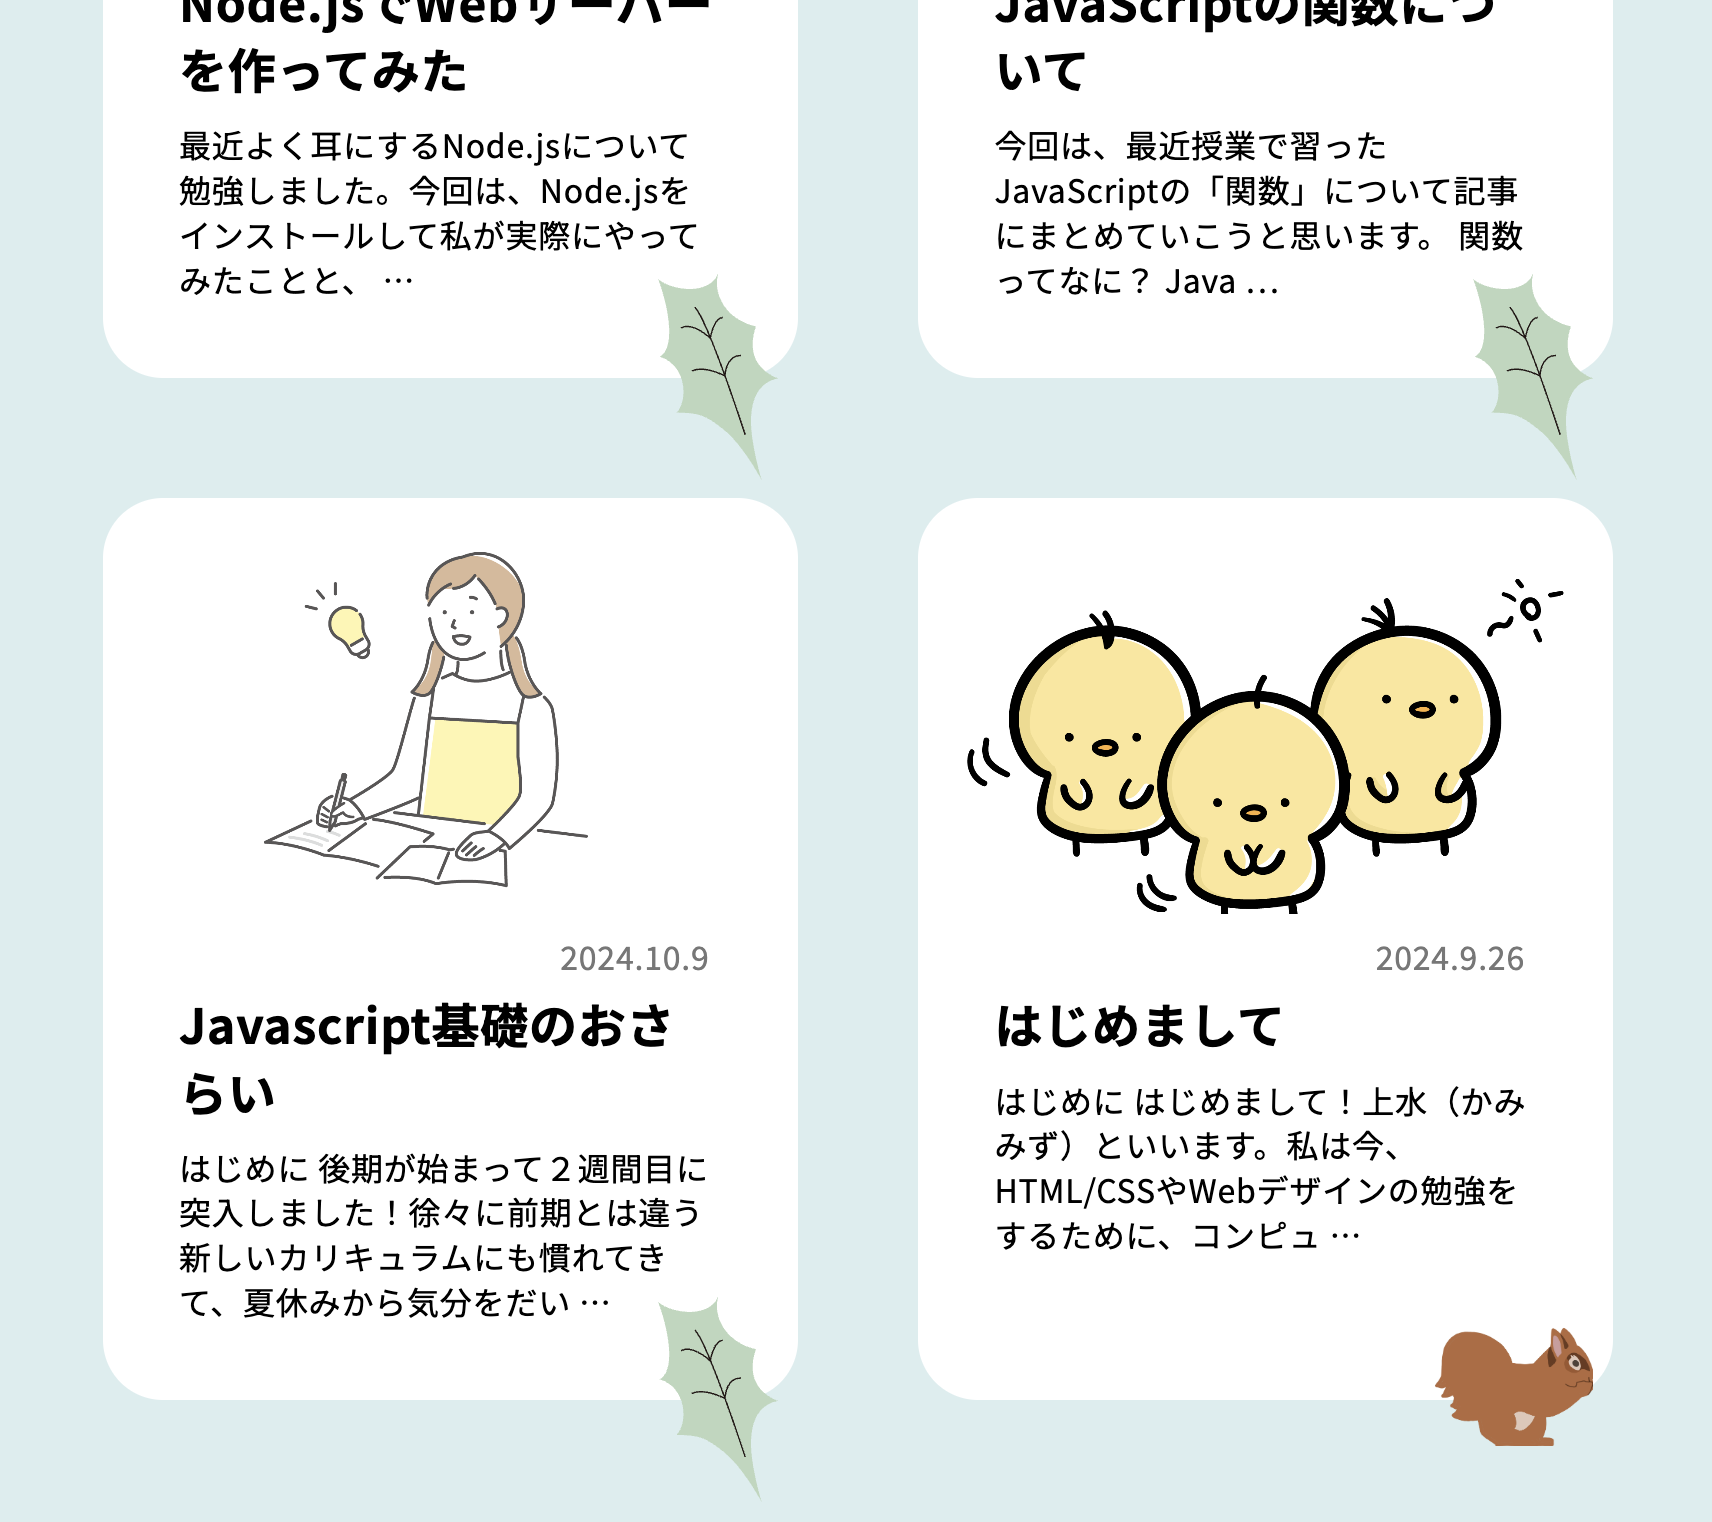 Node.jsでWebサーバー
を作ってみた
最近よく耳にするNode.jsについて
勉強しました。今回は、Node.jsを
インストールして私が実際にやって
みたことと、 …
JavaScriptの関数につ
いて
今回は、最近授業で習った
JavaScriptの「関数」について記事
にまとめていこうと思います。 関数
ってなに？ Java …
2024.10.9
Javascript基礎のおさ
らい
はじめに 後期が始まって２週間目に
突入しました！徐々に前期とは違う
新しいカリキュラムにも慣れてき
て、夏休みから気分をだい …
2024.9.26
はじめまして
はじめに はじめまして！上水（かみ
みず）といいます。私は今、
HTML/CSSやWebデザインの勉強を
するために、コンピュ …